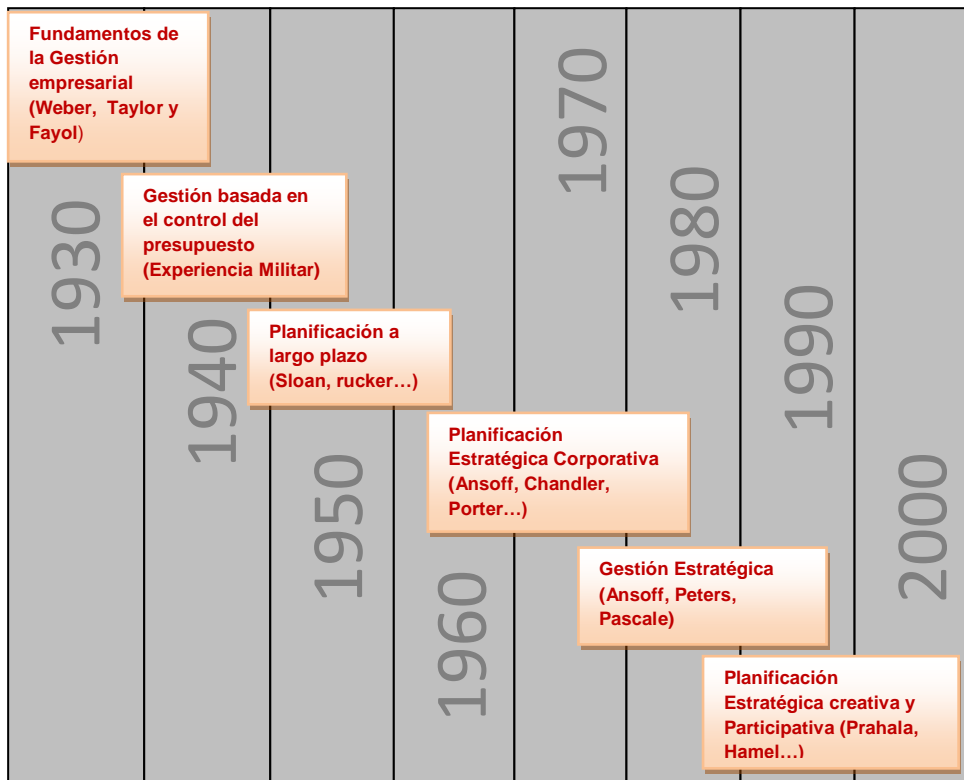 Fundamentos de
la Gestión
empresarial
(Weber, Taylor y
Fayol)
1930
Gestión basada en
el control del
presupuesto
(Experiencia Militar)
1940
Planificación a
largo plazo
(Sloan, rucker…)
1950
Planificación
Estratégica Corporativa
(Ansoff, Chandler,
Porter…)
1960
1970
Gestión Estratégica
(Ansoff, Peters,
Pascale)
1980
Planificación
Estratégica creativa y
Participativa (Prahala,
Hamel…)
1990
2000